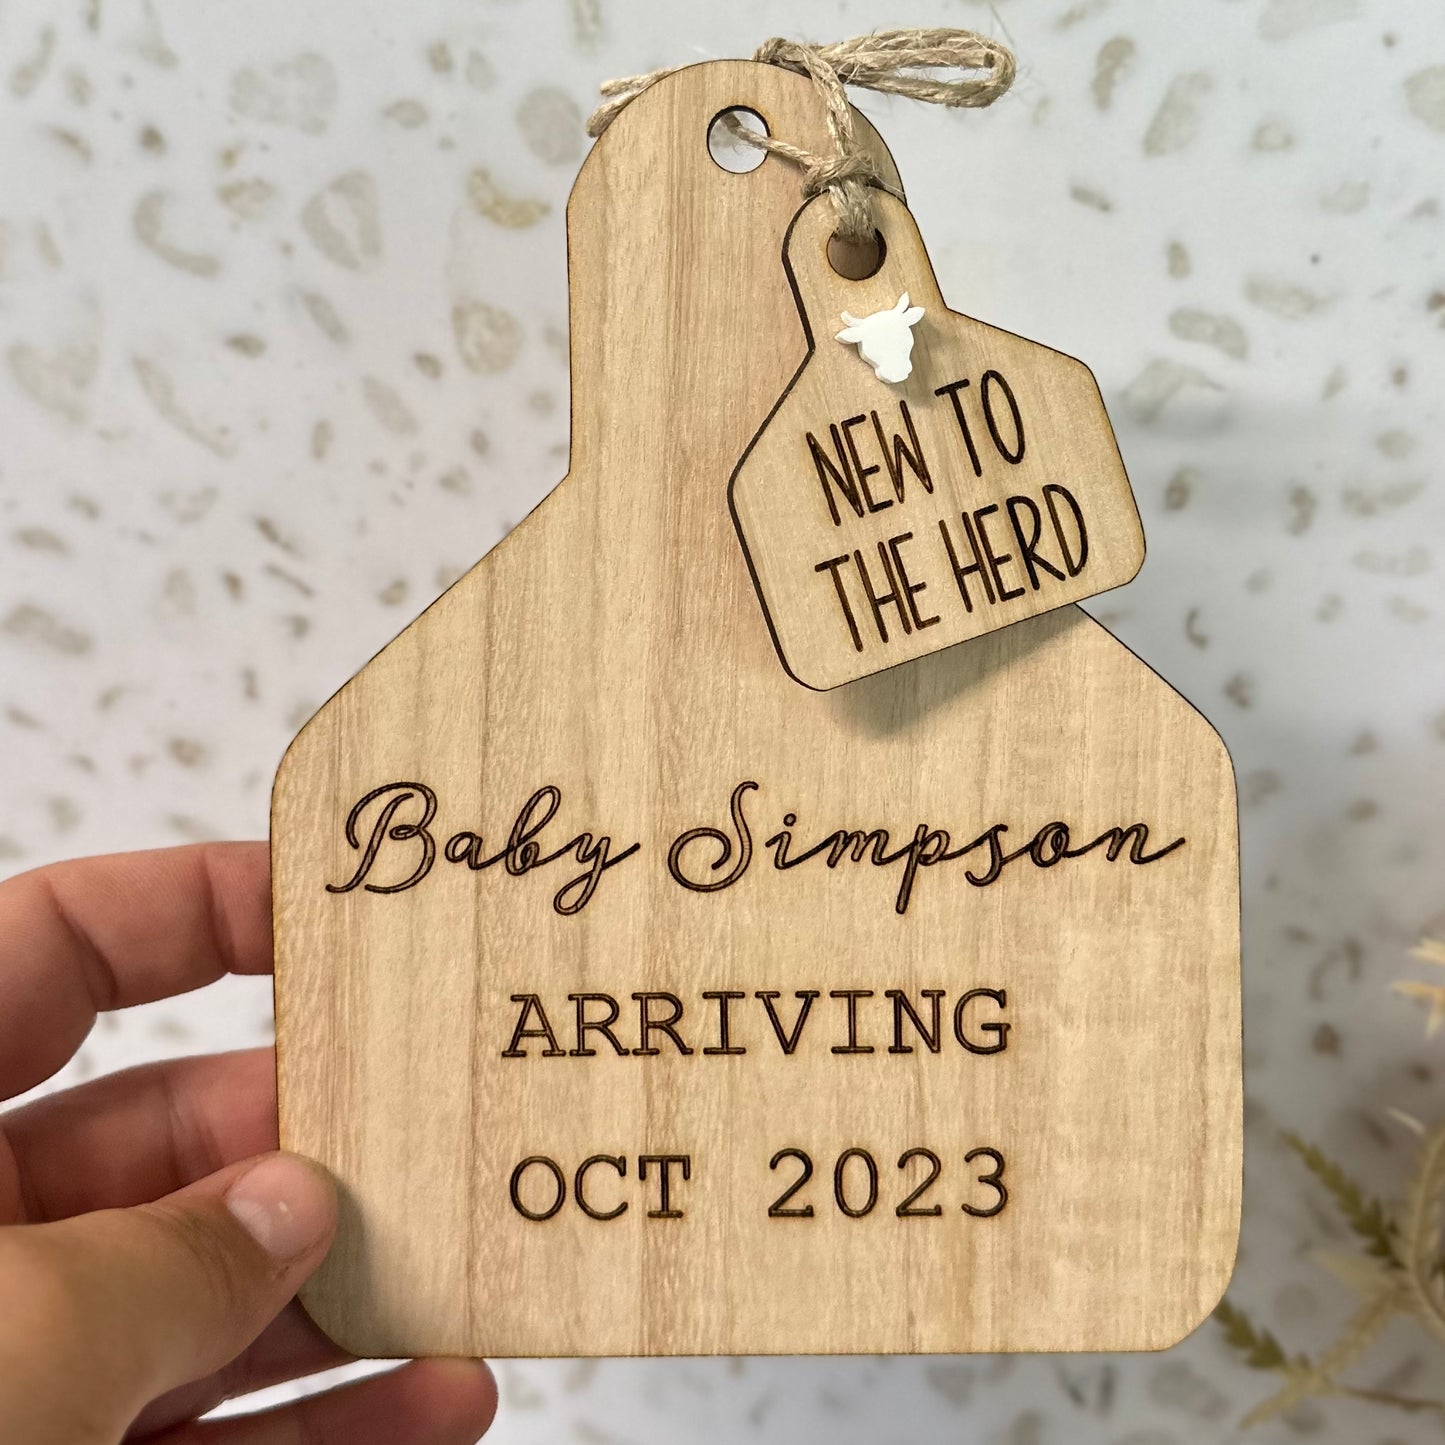 NEW TO
THE HERD
Baby Simpson
ARRIVING
OCT 2023